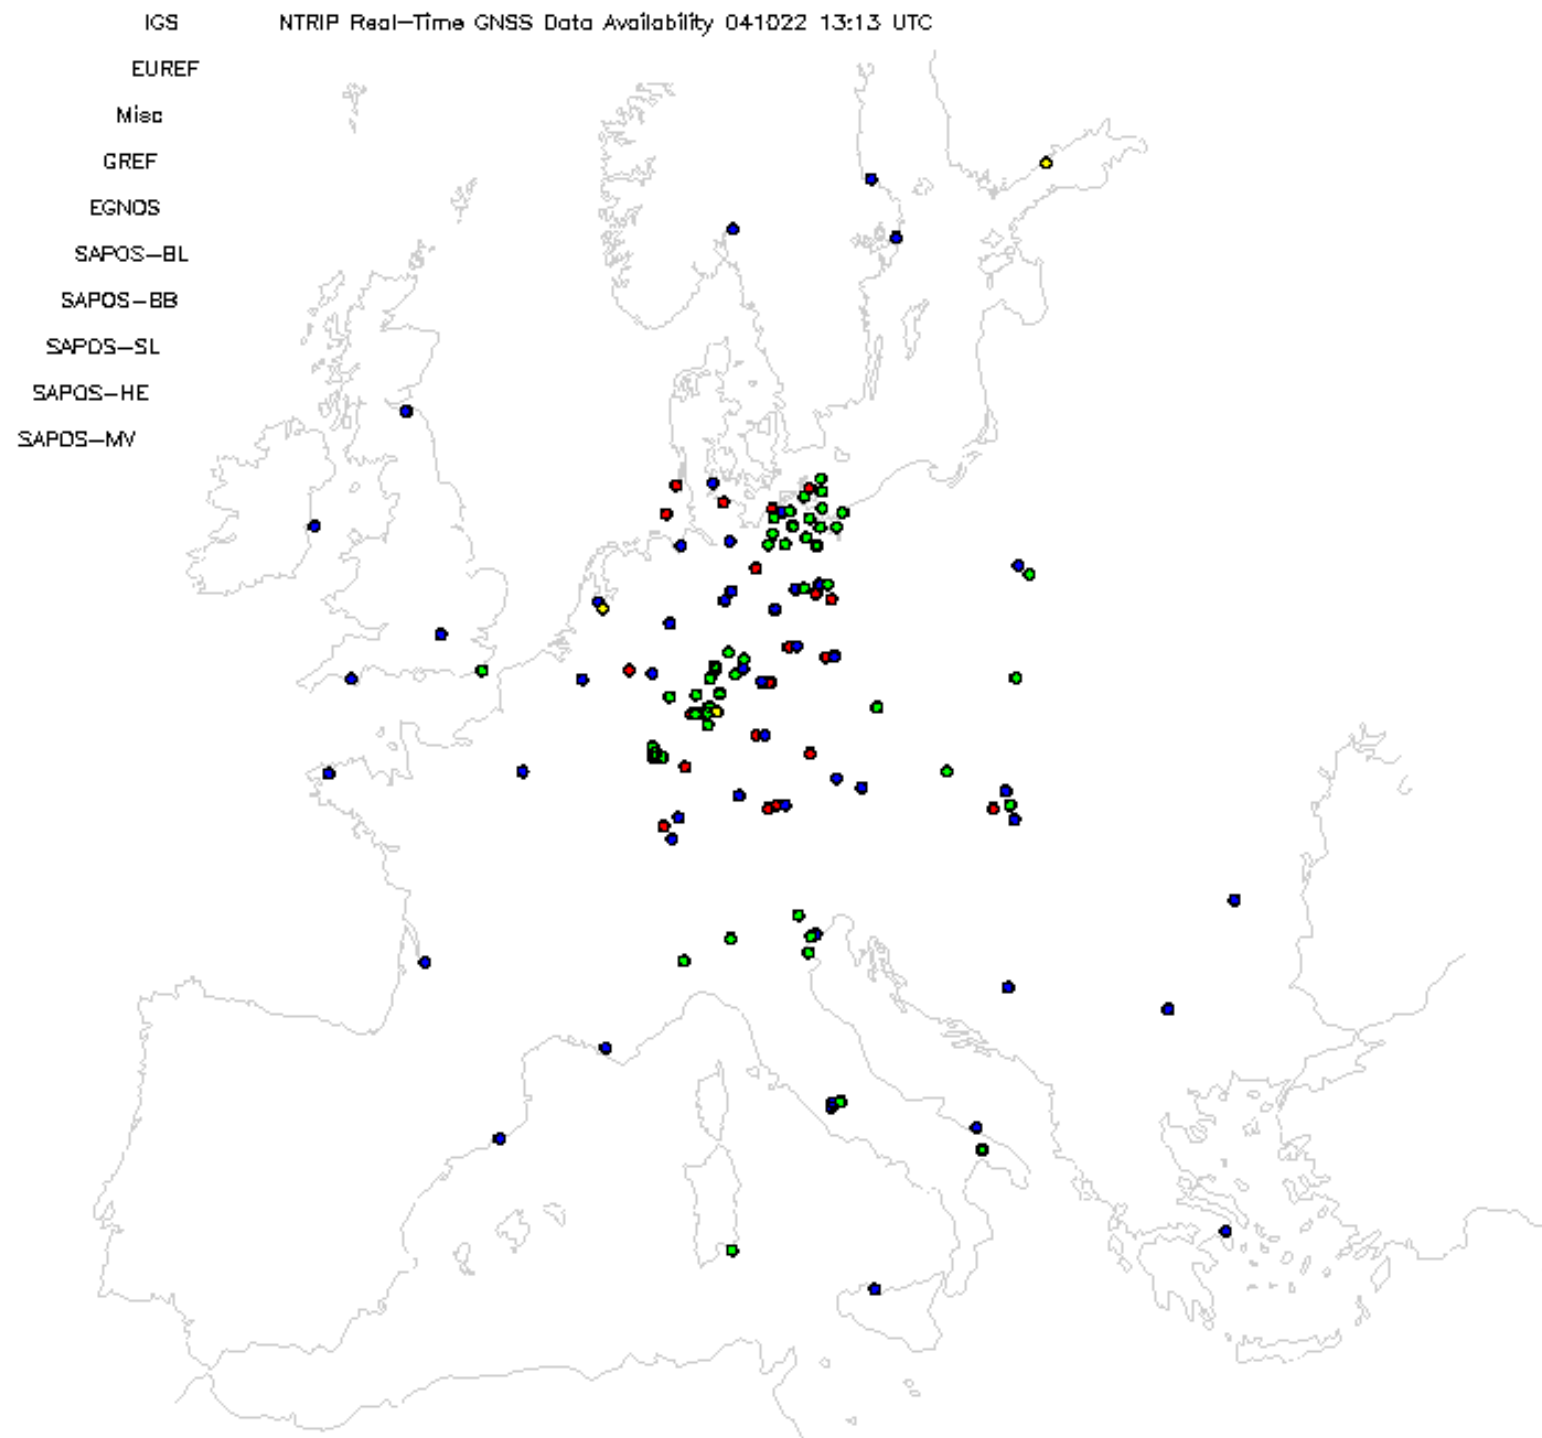 IGS NTRIP Real-Time GNSS Data Availability 041022 13:13 UTC
EUREF
Misc
GREF
EGNOS
SAPOS-BL
SAPOS-BB
SAPOS-SL
SAPOS-HE
SAPOS-MV